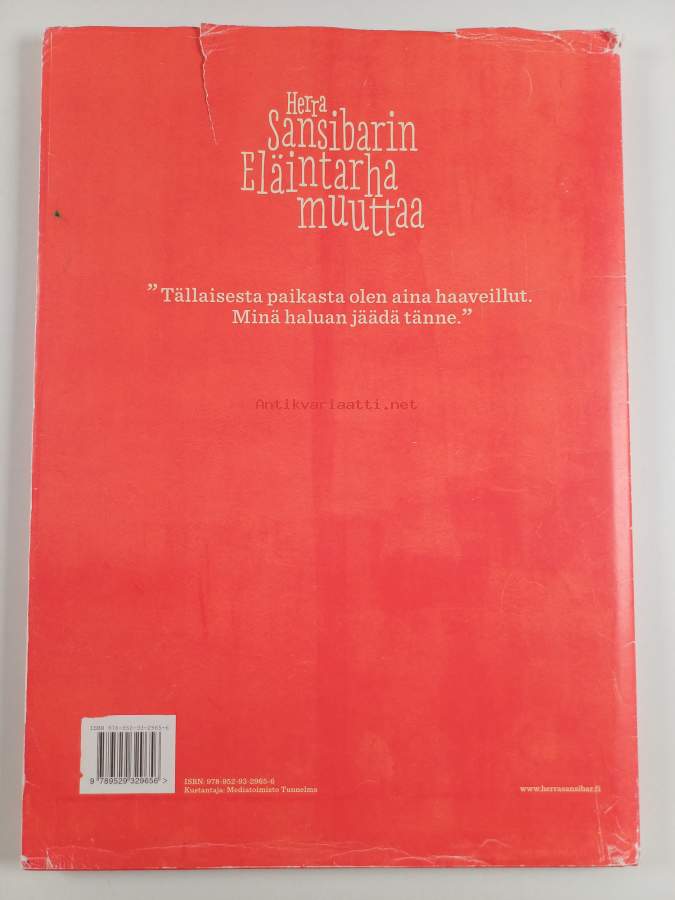 Herra
Sansibarin
Eläintarha
muuttaa
”Tällaisesta paikasta olen aina haaveillut.
Minä haluan jäädä tänne.”
Antikvariaatti.net
ISBN 978-952-93-2965-6
9 789529 329656 >
ISBN: 978-952-93-2965-6
Kustantaja: Mediatoimisto Tunnelma
www.herrasansibar.fi